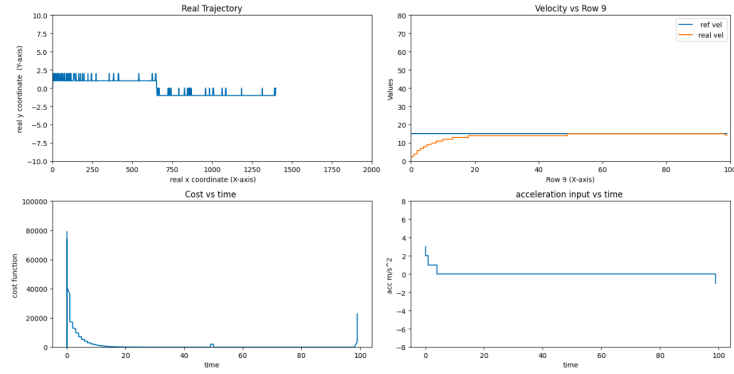 Real Trajectory
10.0
7.5
5.0
2.5
0.0
−2.5
−5.0
−7.5
−10.0
real y coordinate (Y-axis)
0 250 500 750 1000 1250 1500 1750 2000
real x coordinate (X-axis)
Velocity vs Row 9
80
70
60
50
40
30
20
10
0
Values
ref vel
real vel
0 20 40 60 80 100
Row 9 (X-axis)
Cost vs time
100000
80000
60000
40000
20000
0
cost function
0 20 40 60 80 100
time
acceleration input vs time
8
6
4
2
0
−2
−4
−6
−8
acc m/s^2
0 20 40 60 80 100
time